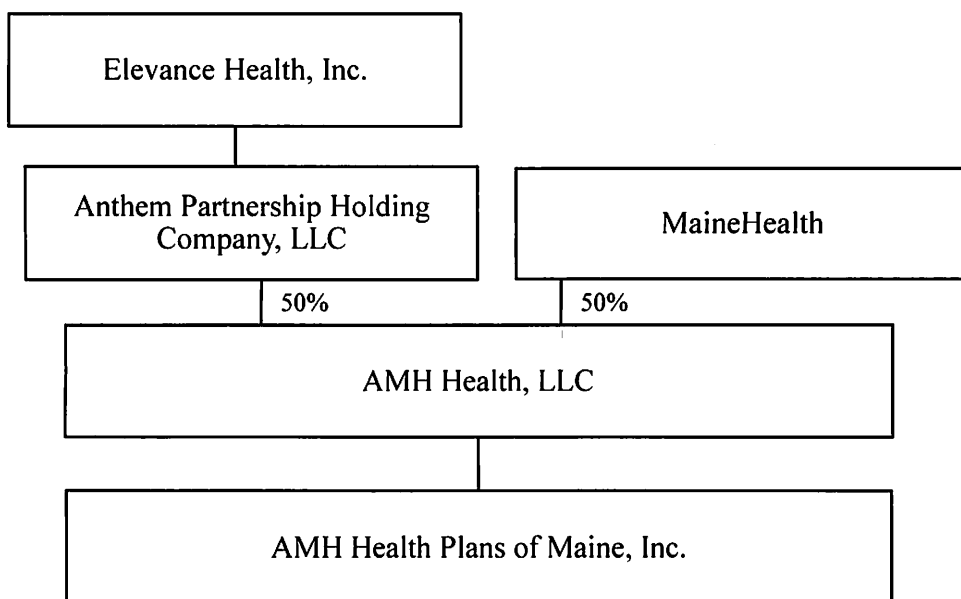 Elevance Health, Inc.
Anthem Partnership Holding
Company, LLC
MaineHealth
50%
50%
AMH Health, LLC
AMH Health Plans of Maine, Inc.